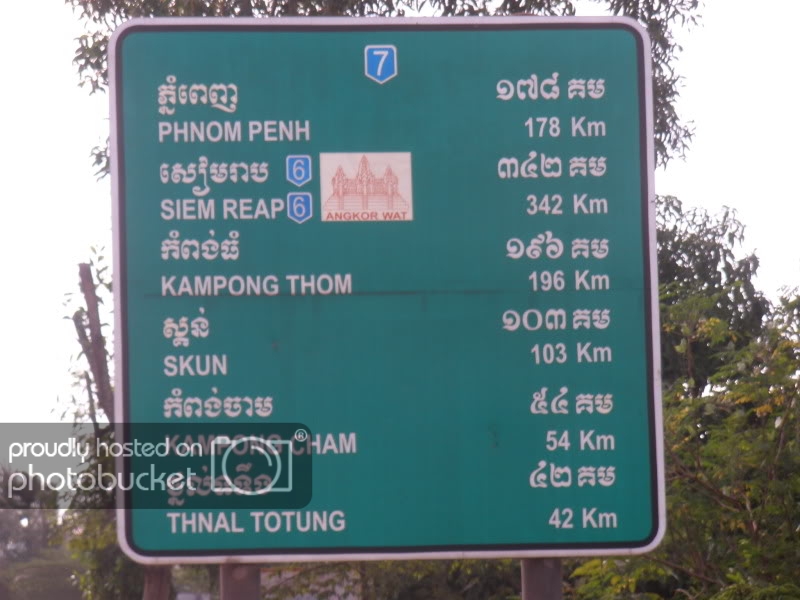 7
ភ្នំពេញ ១៧៨ គម
PHNOM PENH 178 Km
សៀមរាប 6 ៣៤២ គម
SIEM REAP 6 ANGKOR WAT 342 Km
កំពង់ធំ ១៩៦ គម
KAMPONG THOM 196 Km
ស្គន់ ១០៣ គម
SKUN 103 Km
កំពង់ចាម ៥៤ គម
KAMPONG CHAM 54 Km
៤២ គម
THNAL TOTUNG 42 Km
proudly hosted on
photobucket ®